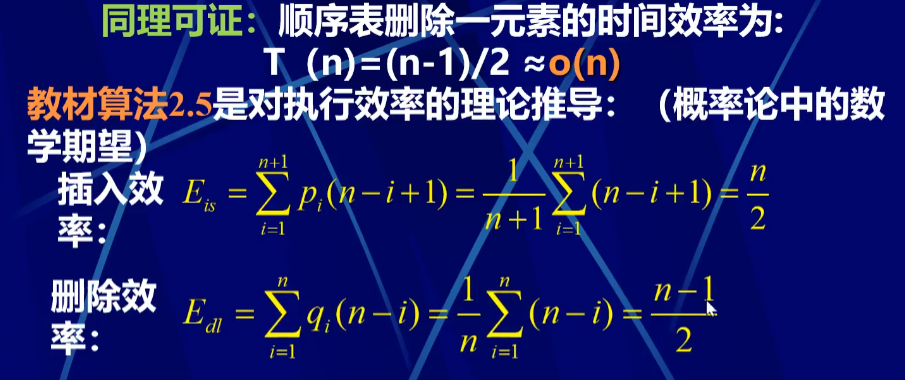 同理可证：顺序表删除一元素的时间效率为:
T（n)=(n-1)/2 ≈o(n)
教材算法2.5是对执行效率的理论推导：（概率论中的数
学期望）
插入效率： E_{is} = \sum_{i=1}^{n+1} p_i(n-i+1) = \frac{1}{n+1} \sum_{i=1}^{n+1} (n-i+1) = \frac{n}{2}
删除效率： E_{dl} = \sum_{i=1}^{n} q_i(n-i) = \frac{1}{n} \sum_{i=1}^{n} (n-i) = \frac{n-1}{2}